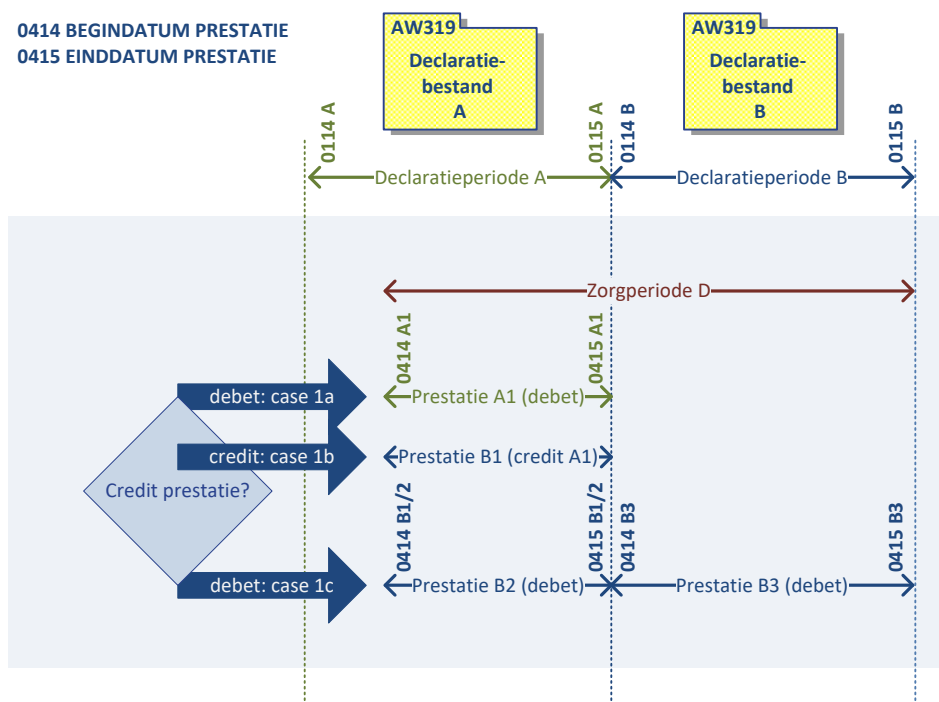 0414 BEGINDATUM PRESTATIE
0415 EINDDATUM PRESTATIE
AW319
Declaratie-
bestand
A
AW319
Declaratie-
bestand
B
0114 A
0115 A
0114 B
0115 B
Declaratieperiode A
Declaratieperiode B
Zorgperiode D
0414 A1
0415 A1
debet: case 1a
Prestatie A1 (debet)
credit: case 1b
Prestatie B1 (credit A1)
Credit prestatie?
0414 B1/2
0415 B1/2
0414 B3
0415 B3
debet: case 1c
Prestatie B2 (debet)
Prestatie B3 (debet)